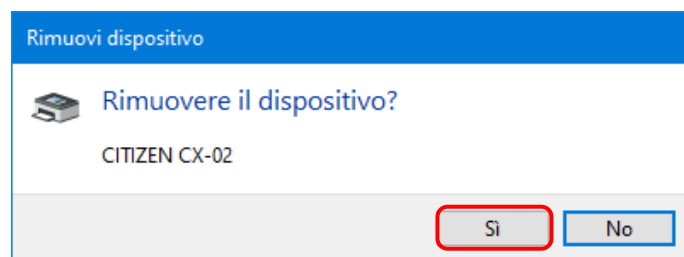 Rimuovi dispositivo
Rimuovere il dispositivo?
CITIZEN CX-02
Sì No